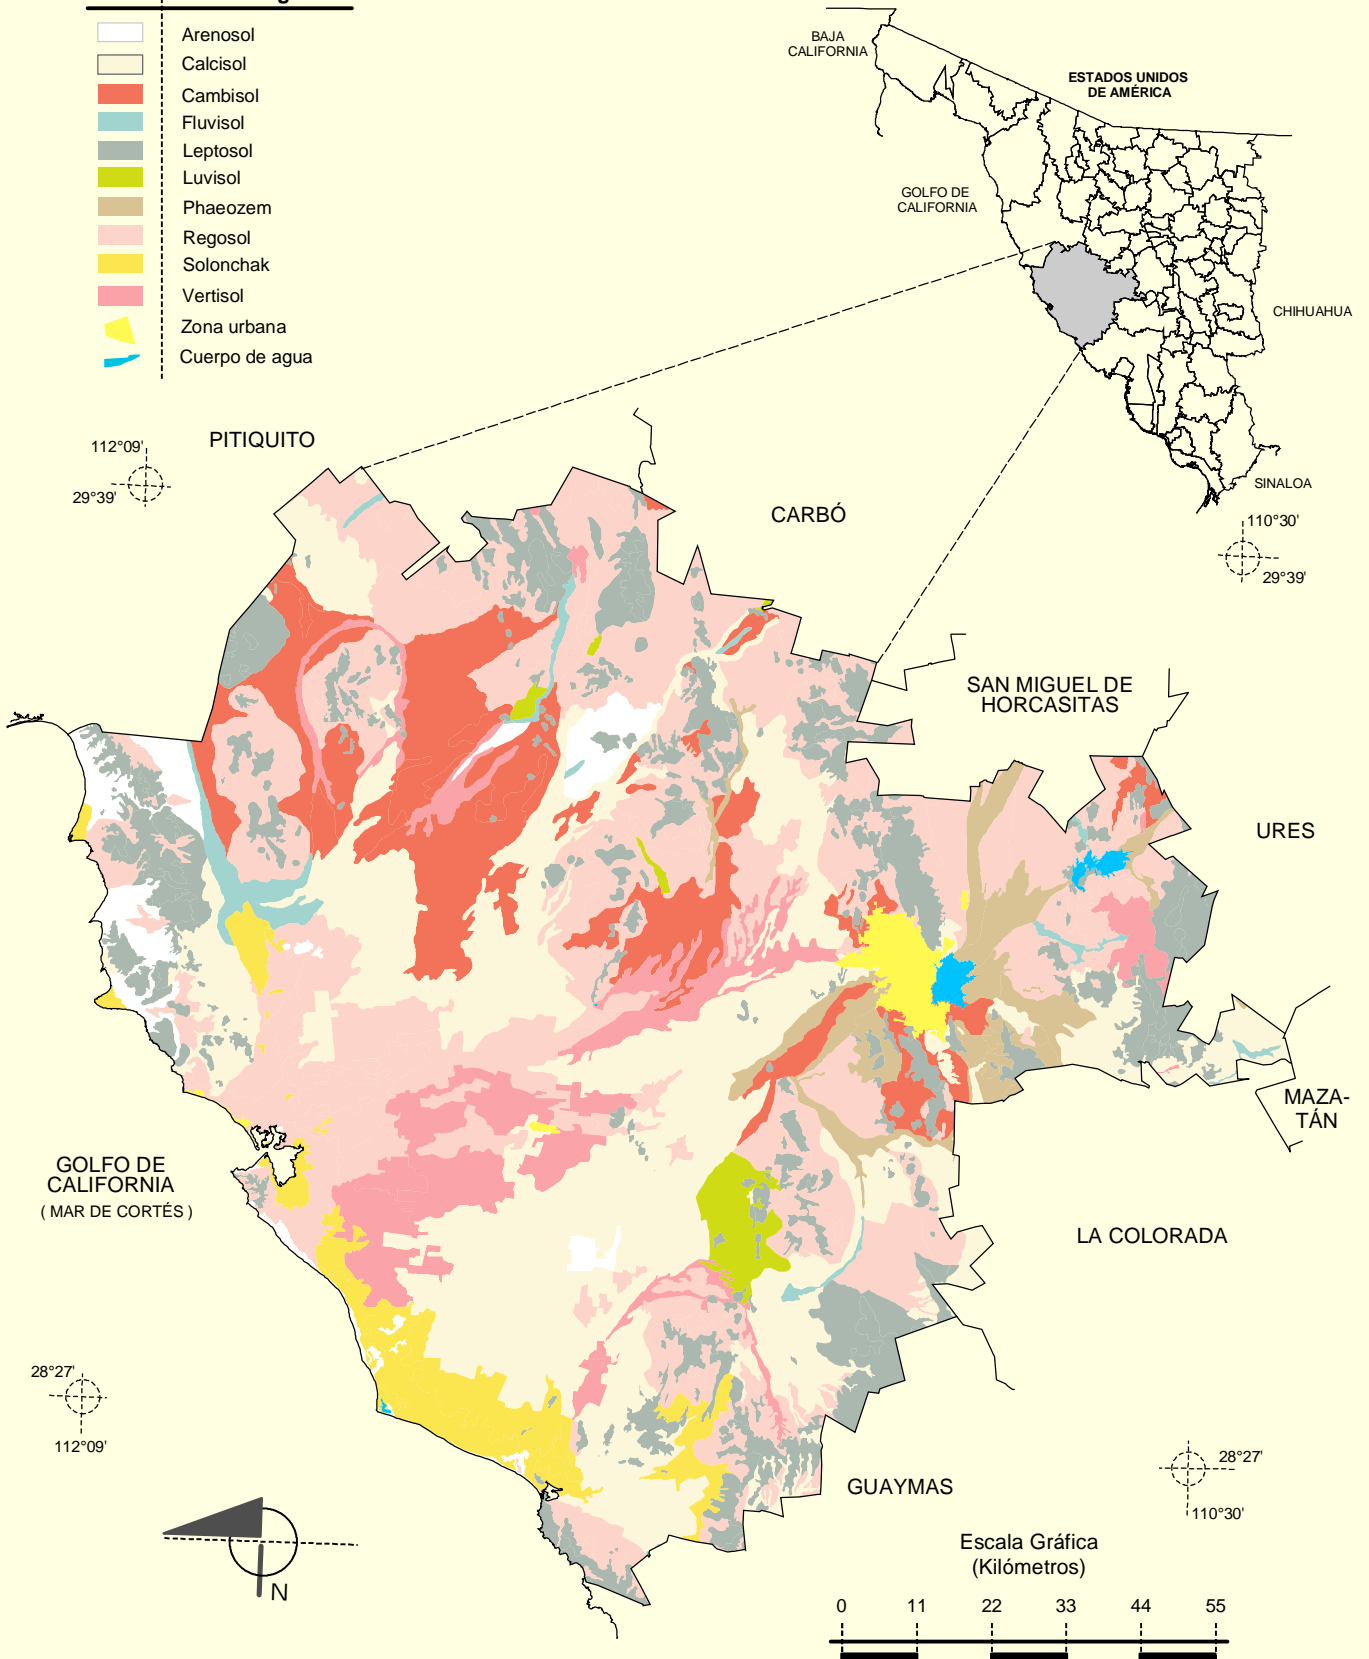 Arenosol
Calcisol
Cambisol
Fluvisol
Leptosol
Luvisol
Phaeozem
Regosol
Solonchak
Vertisol
Zona urbana
Cuerpo de agua
BAJA
CALIFORNIA
ESTADOS UNIDOS
DE AMÉRICA
GOLFO DE
CALIFORNIA
CHIHUAHUA
SINALOA
112°09'
29°39'
PITIQUITO
CARBÓ
110°30'
29°39'
SAN MIGUEL DE
HORCASITAS
URES
MAZA-
TÁN
GOLFO DE
CALIFORNIA
( MAR DE CORTÉS )
LA COLORADA
28°27'
112°09'
GUAYMAS
28°27'
110°30'
N
Escala Gráfica
(Kilómetros)
0 11 22 33 44 55